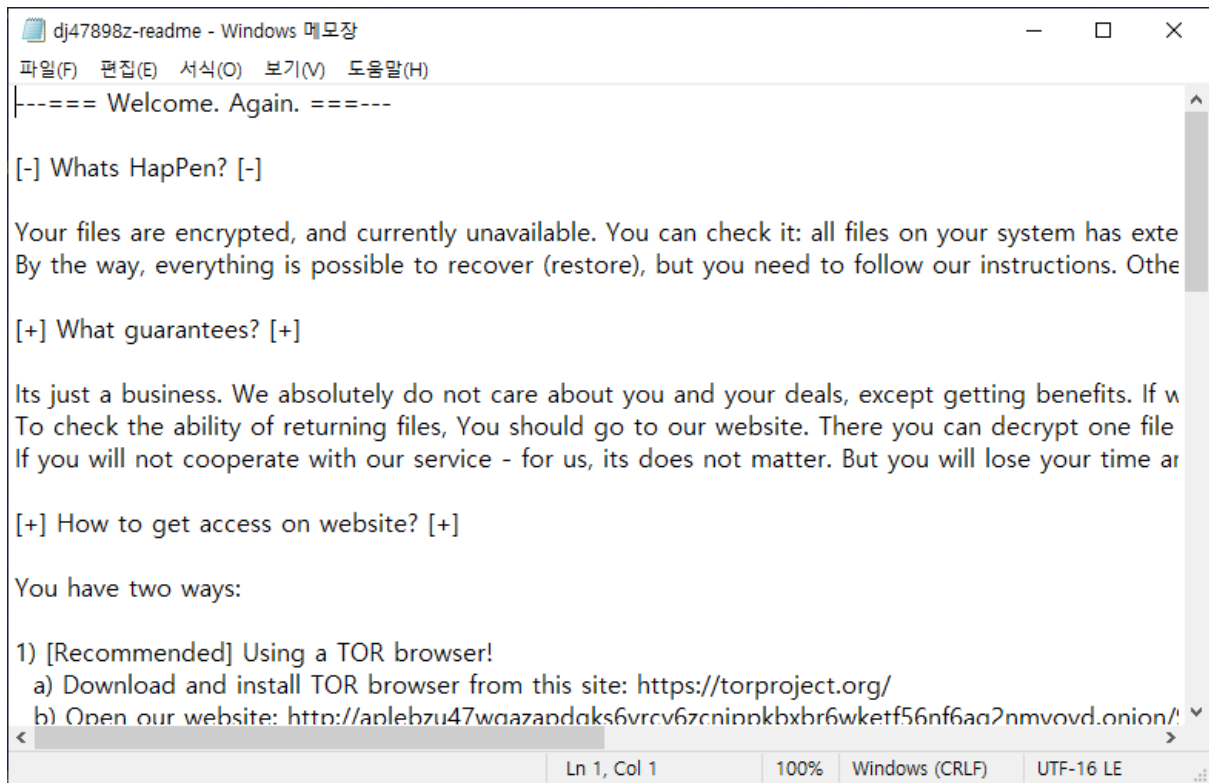 dj47898z-readme - Windows 메모장
파일(F) 편집(E) 서식(O) 보기(V) 도움말(H)
---=== Welcome. Again. ===---
[-] Whats HapPen? [-]
Your files are encrypted, and currently unavailable. You can check it: all files on your system has exte
By the way, everything is possible to recover (restore), but you need to follow our instructions. Othe
[+] What guarantees? [+]
Its just a business. We absolutely do not care about you and your deals, except getting benefits. If w
To check the ability of returning files, You should go to our website. There you can decrypt one file
If you will not cooperate with our service - for us, its does not matter. But you will lose your time ar
[+] How to get access on website? [+]
You have two ways:
1) [Recommended] Using a TOR browser!
a) Download and install TOR browser from this site: https://torproject.org/
b) Open our website:
Ln 1, Col 1 100% Windows (CRLF) UTF-16 LE